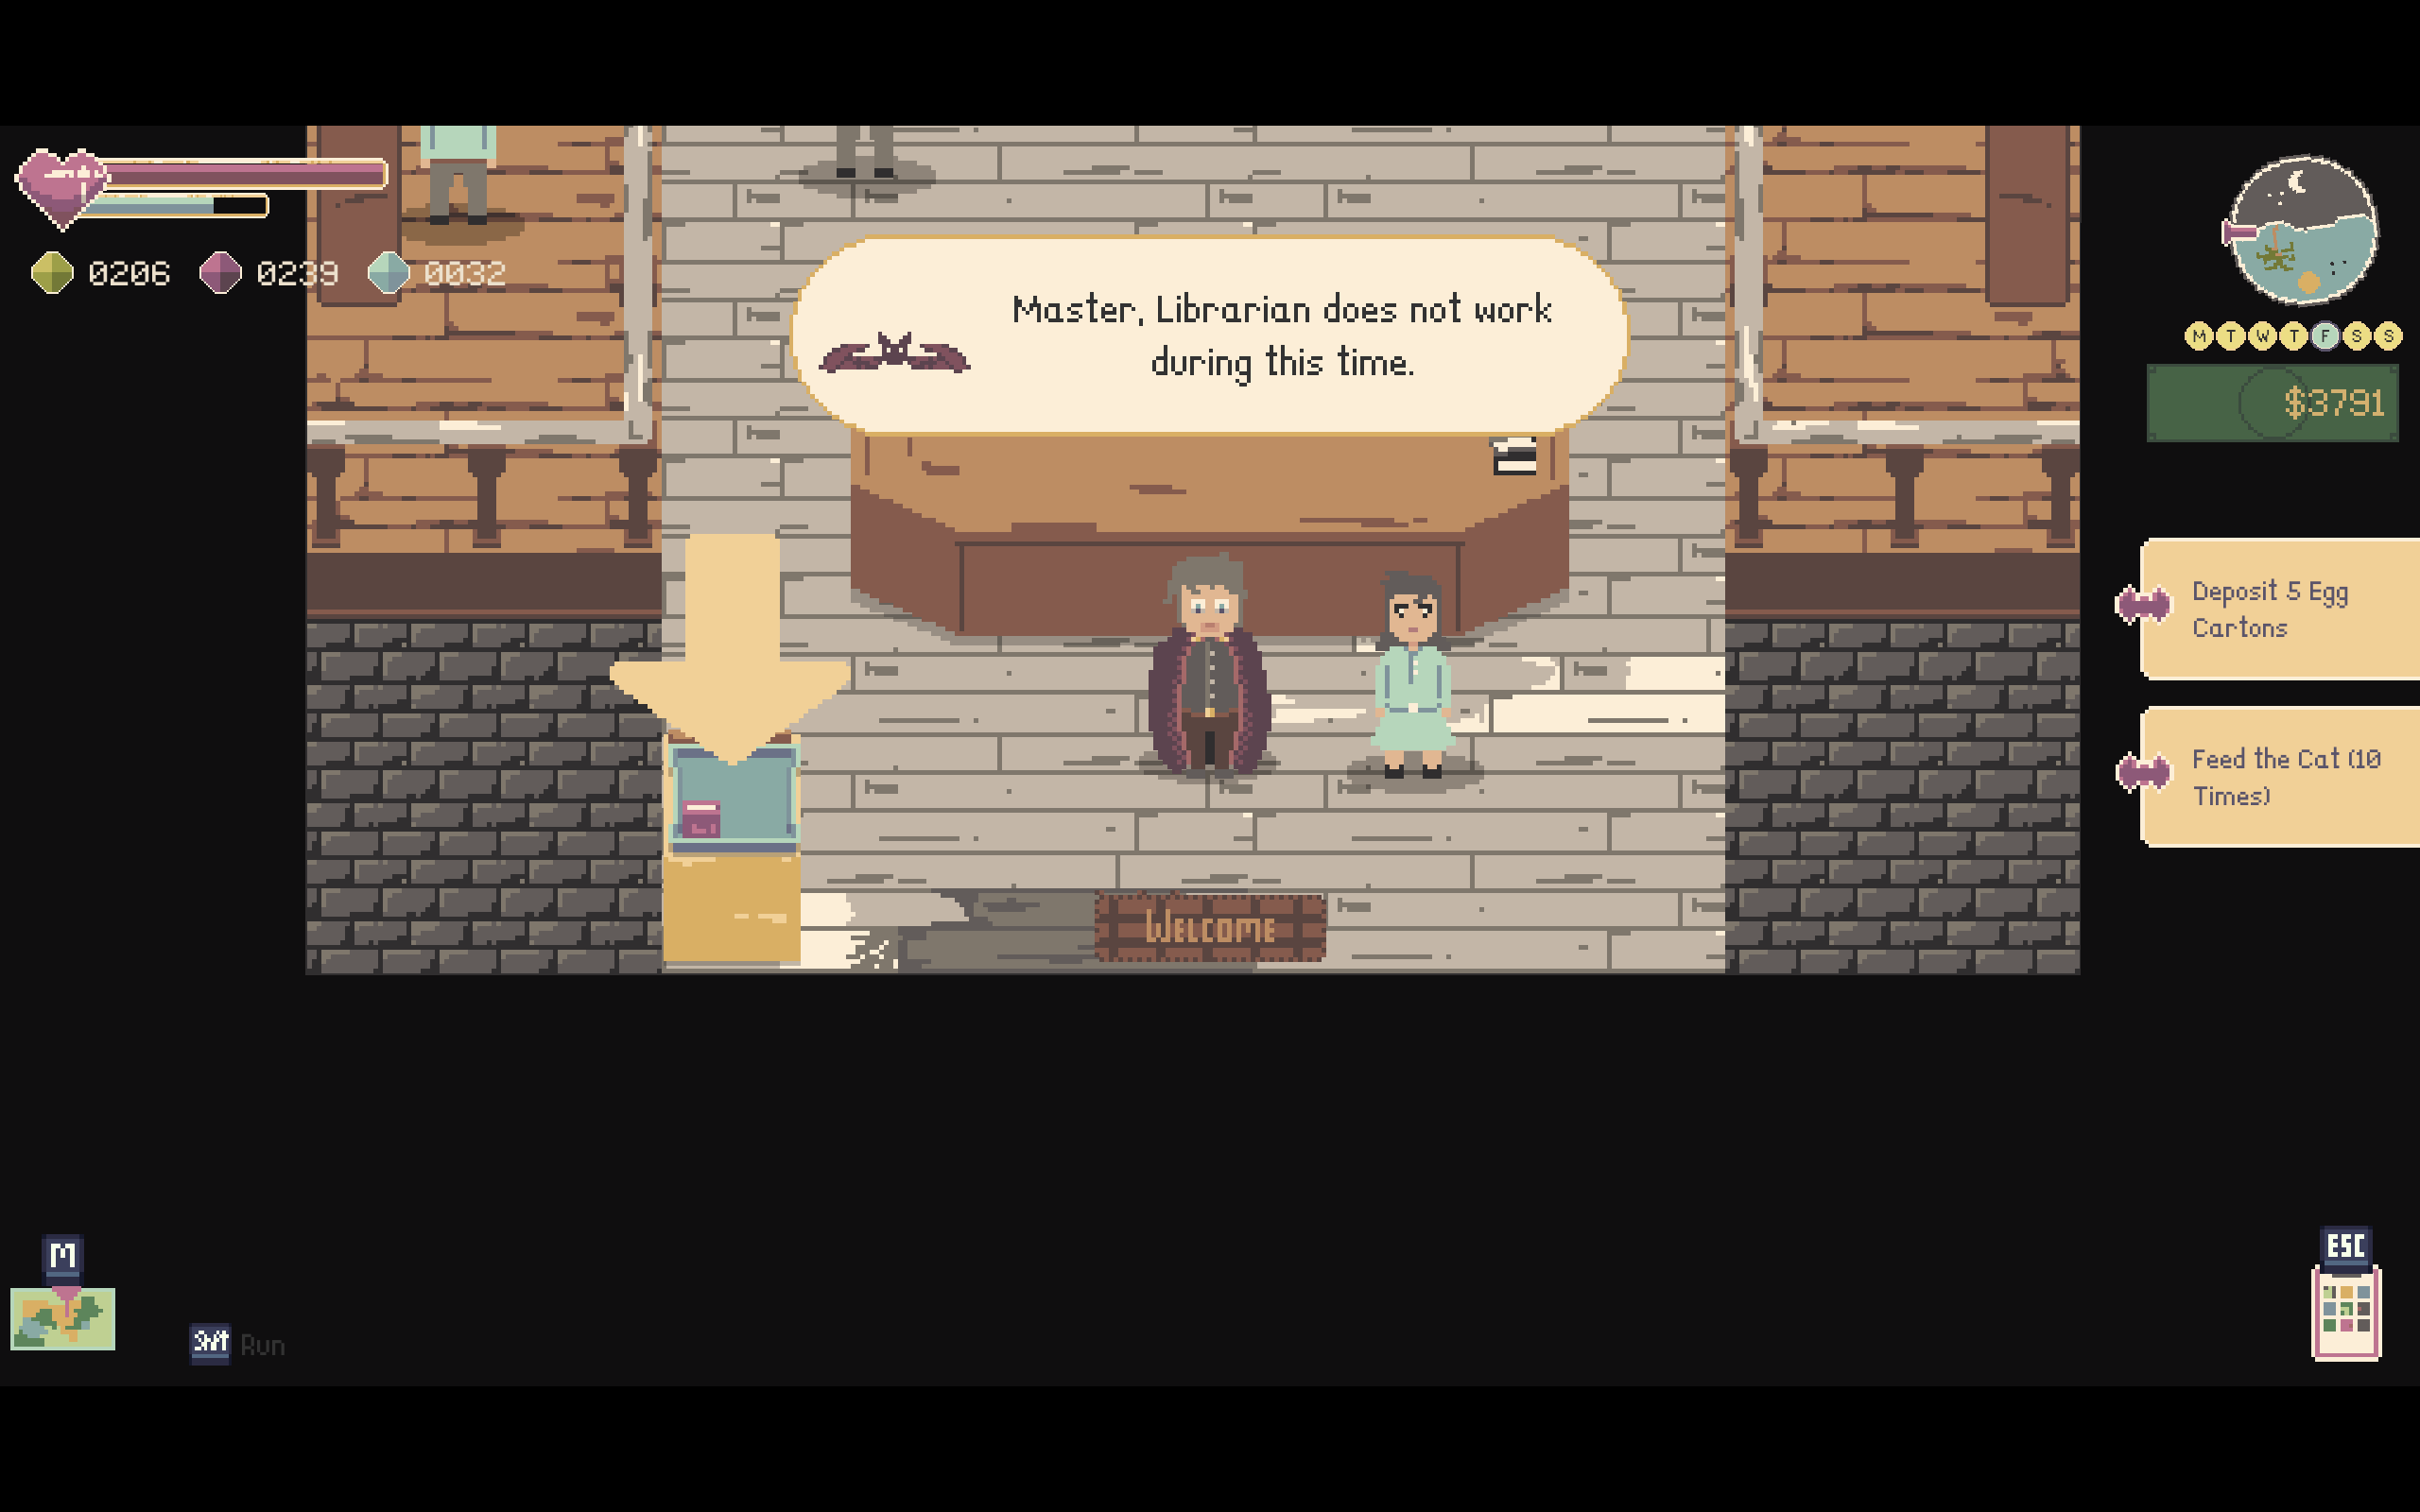 0206 0239 0032
Master, Librarian does not work
during this time.
M T W T F S S
$3791
Deposit 5 Egg
Cartons
Feed the Cat (10
Times)
WELCOME
M
Shift Run
ESC